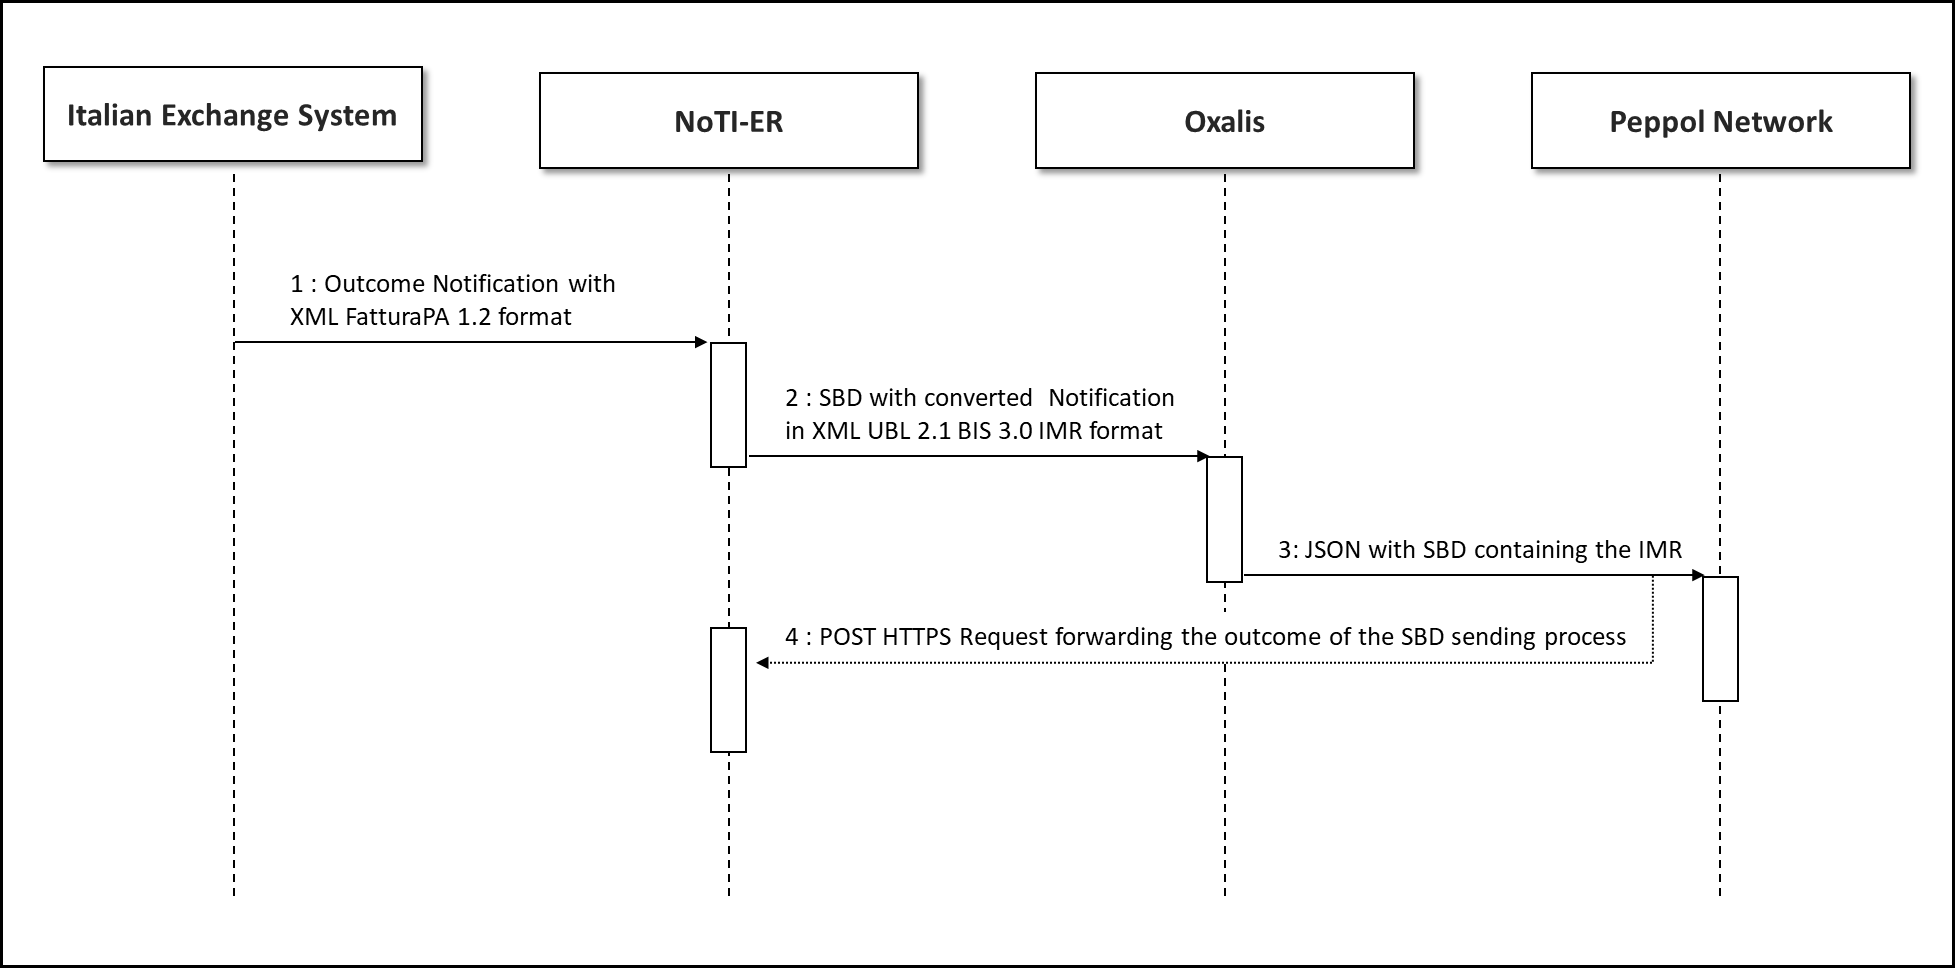 Italian Exchange System
NoTI-ER
Oxalis
Peppol Network
1 : Outcome Notification with
XML FatturaPA 1.2 format
2 : SBD with converted  Notification
in XML UBL 2.1 BIS 3.0 IMR format
3: JSON with SBD containing the IMR
4 : POST HTTPS Request forwarding the outcome of the SBD sending process